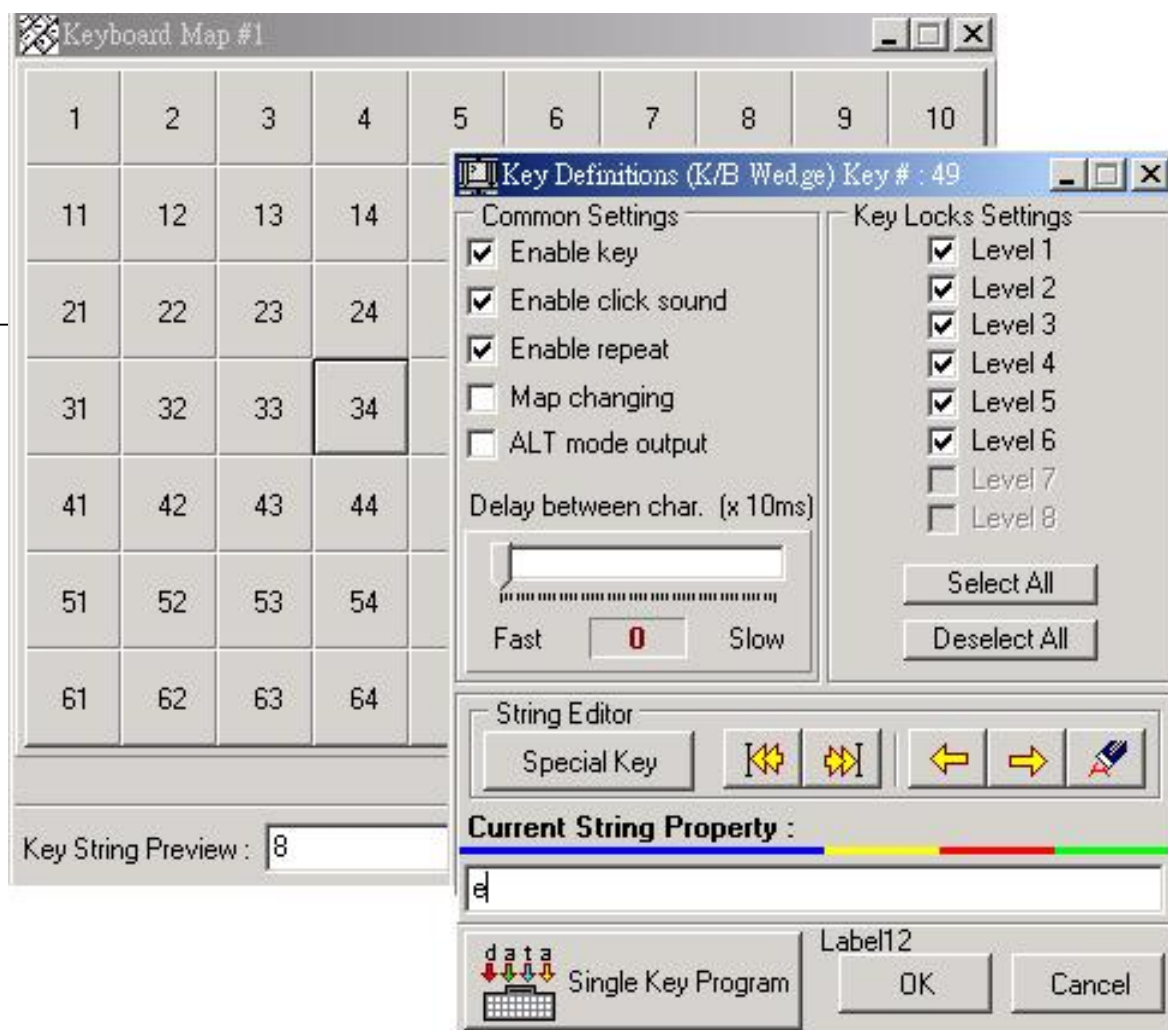 Keyboard Map #1
1 2 3 4 5 6 7 8 9 10
11 12 13 14
21 22 23 24
31 32 33 34
41 42 43 44
51 52 53 54
61 62 63 64
Key String Preview : 8
Key Definitions (K/B Wedge) Key # : 49
Common Settings
Enable key
Enable click sound
Enable repeat
Map changing
ALT mode output
Delay between char. (x 10ms)
Fast 0 Slow
Key Locks Settings
Level 1
Level 2
Level 3
Level 4
Level 5
Level 6
Level 7
Level 8
Select All
Deselect All
String Editor
Special Key
Current String Property :
e
data
Single Key Program
Label12
OK
Cancel